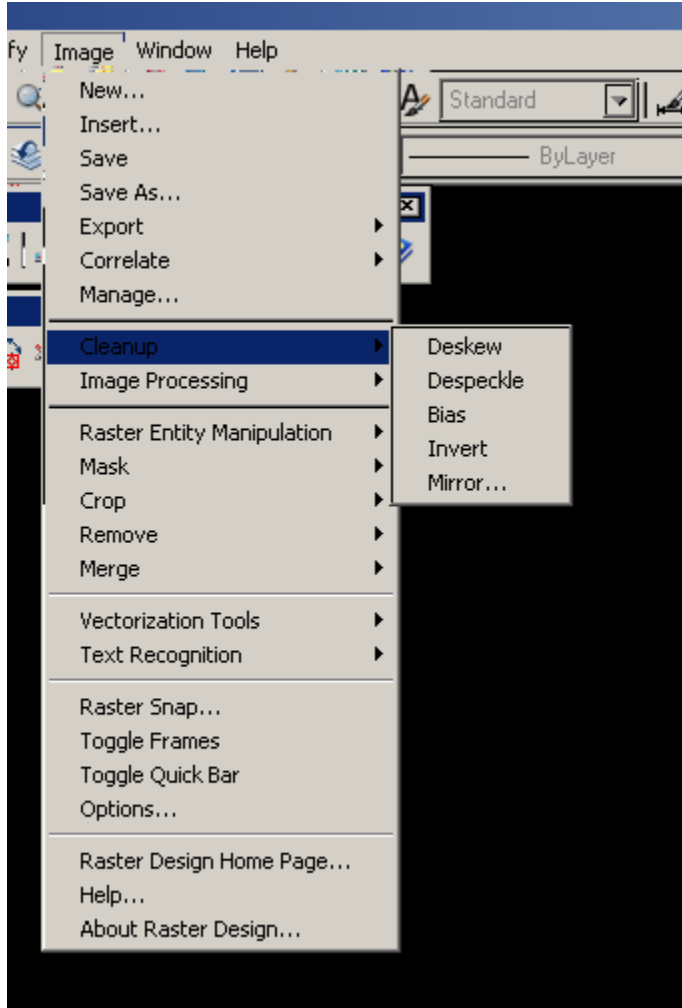 fy Image Window Help
New...
Standard
Insert...
Save
ByLayer
Save As...
Export
Correlate
Manage...
Cleanup
Deskew
Image Processing
Despeckle
Bias
Raster Entity Manipulation
Invert
Mask
Mirror...
Crop
Remove
Merge
Vectorization Tools
Text Recognition
Raster Snap...
Toggle Frames
Toggle Quick Bar
Options...
Raster Design Home Page...
Help...
About Raster Design...